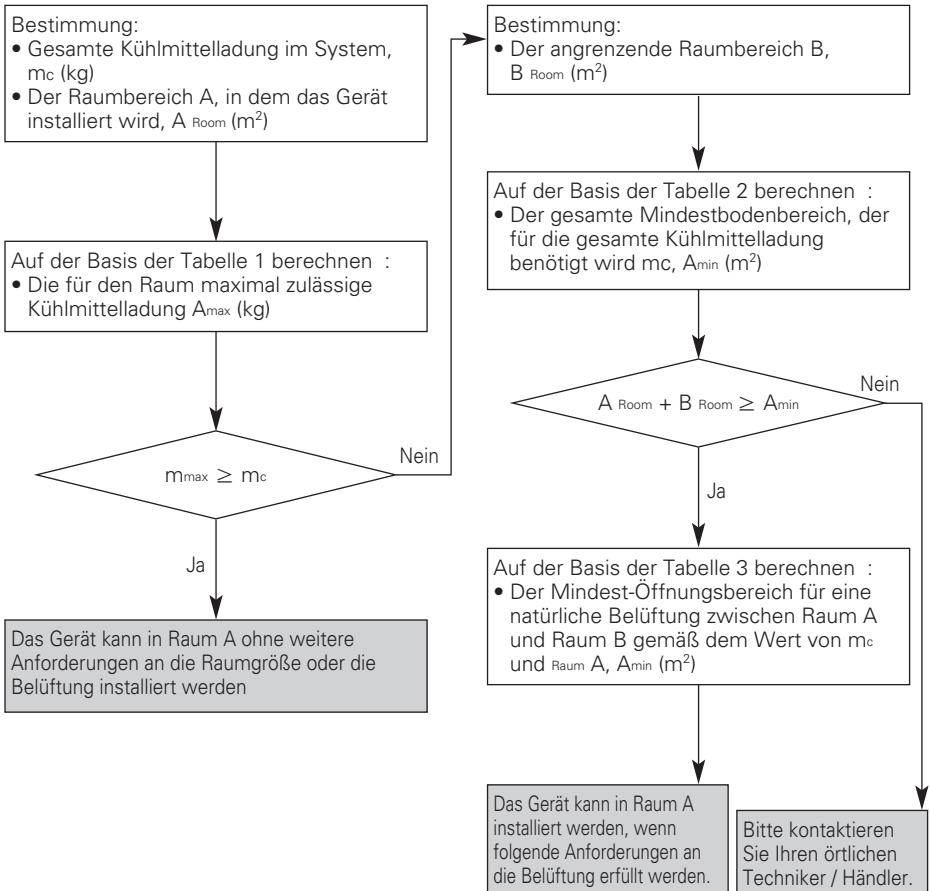 Bestimmung:
• Gesamte Kühlmittelladung im System,
mc (kg)
• Der Raumbereich A, in dem das Gerät
installiert wird, A Room (m²)
Auf der Basis der Tabelle 1 berechnen :
• Die für den Raum maximal zulässige
Kühlmittelladung Amax (kg)
mmax ≥ mc
Nein
Ja
Das Gerät kann in Raum A ohne weitere
Anforderungen an die Raumgröße oder die
Belüftung installiert werden
Bestimmung:
• Der angrenzende Raumbereich B,
B Room (m²)
Auf der Basis der Tabelle 2 berechnen :
• Der gesamte Mindestbodenbereich, der
für die gesamte Kühlmittelladung
benötigt wird mc, Amin (m²)
A Room + B Room ≥ Amin
Nein
Ja
Auf der Basis der Tabelle 3 berechnen :
• Der Mindest-Öffnungsbereich für eine
natürliche Belüftung zwischen Raum A
und Raum B gemäß dem Wert von mc
und Raum A, Amin (m²)
Das Gerät kann in Raum A
installiert werden, wenn
folgende Anforderungen an
die Belüftung erfüllt werden.
Bitte kontaktieren
Sie Ihren örtlichen
Techniker / Händler.